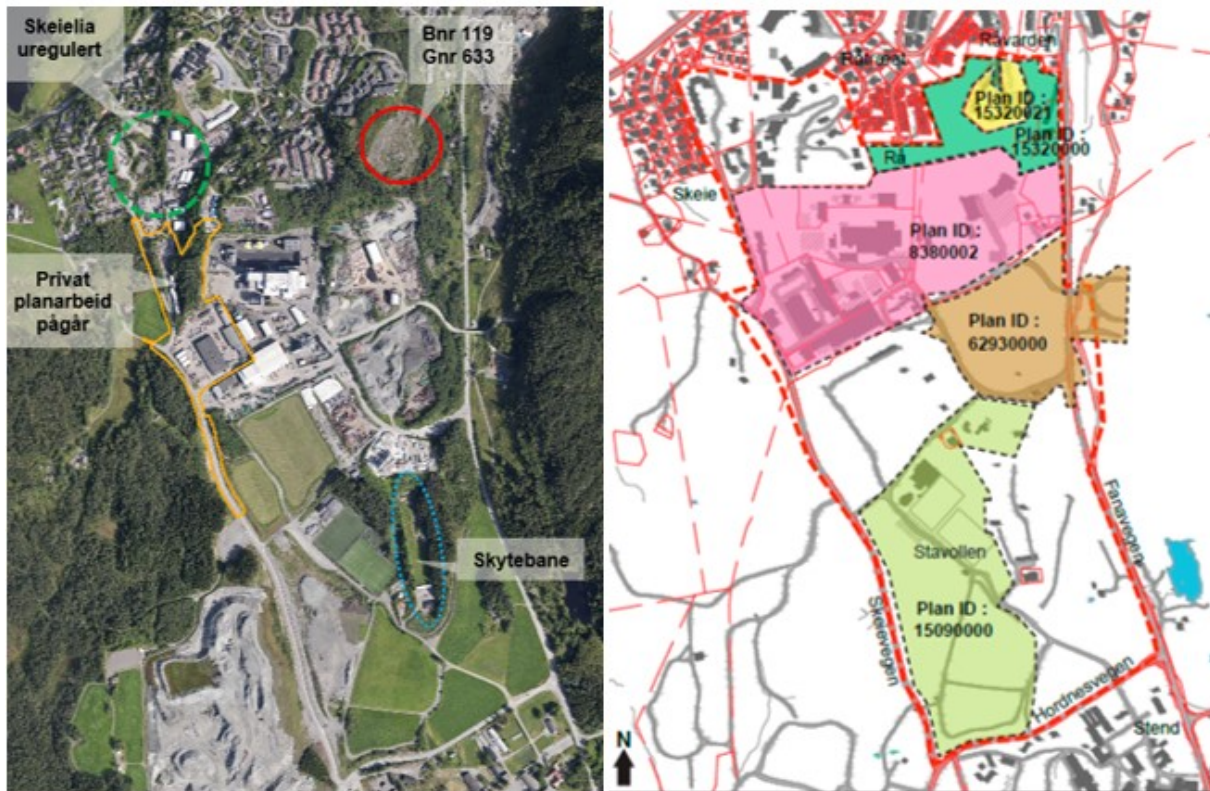 Skeielia
uregulert
Bnr 119
Gnr 633
Privat
planarbeid
pågår
Skytebane
Råvarden
Råtræet
Plan ID :
15320021
Plan ID :
15320000
Rå
Skeie
Plan ID :
8380002
Plan ID :
62930000
Fanavegen
Stavollen
Plan ID :
15090000
Skeievegen
Hordnesvegen
Stend
N